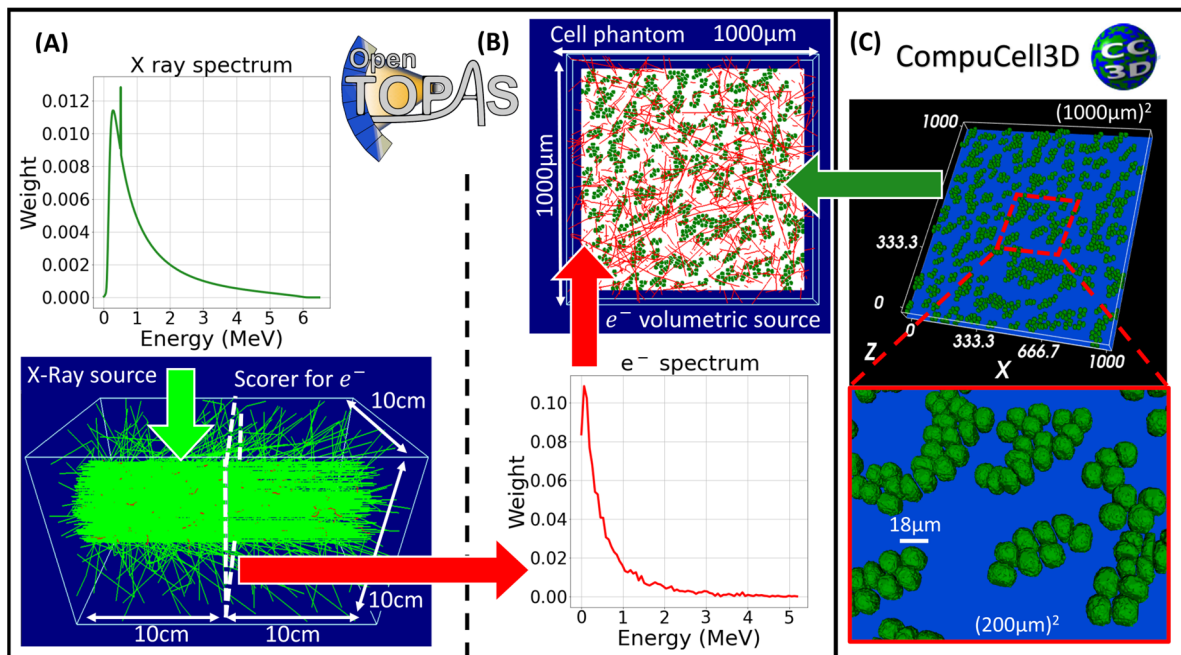 (A)
X ray spectrum
Weight
0.012
0.010
0.008
0.006
0.004
0.002
0.000
0 1 2 3 4 5 6
Energy (MeV)
Open
TOPAS
X-Ray source
Scorer for e⁻
10cm
10cm
10cm
10cm
(B)
Cell phantom 1000μm
1000μm
e⁻ volumetric source
e⁻ spectrum
Weight
0.10
0.08
0.06
0.04
0.02
0.00
0 1 2 3 4 5
Energy (MeV)
(C)
CompuCell3D
CC
3D
(1000μm)²
1000
333.3
0
Z
0
333.3
666.7
1000
X
18μm
(200μm)²